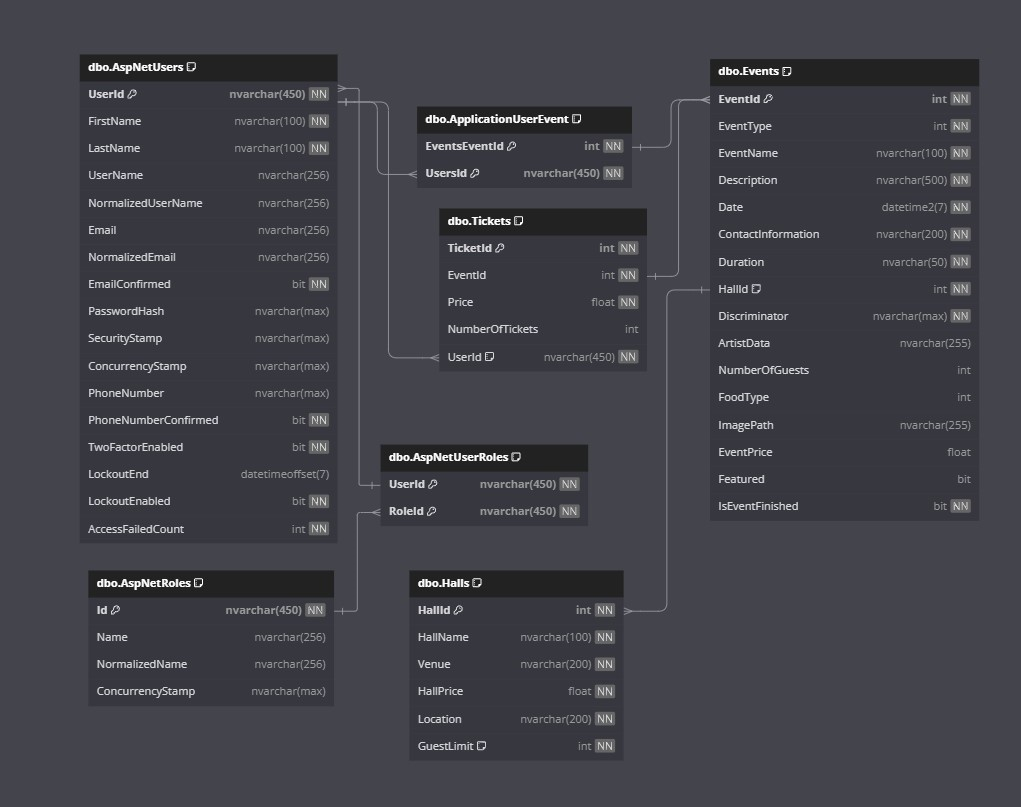 dbo.AspNetUsers
UserId nvarchar(450) NN
FirstName nvarchar(100) NN
LastName nvarchar(100) NN
UserName nvarchar(256)
NormalizedUserName nvarchar(256)
Email nvarchar(256)
NormalizedEmail nvarchar(256)
EmailConfirmed bit NN
PasswordHash nvarchar(max)
SecurityStamp nvarchar(max)
ConcurrencyStamp nvarchar(max)
PhoneNumber nvarchar(max)
PhoneNumberConfirmed bit NN
TwoFactorEnabled bit NN
LockoutEnd datetimeoffset(7)
LockoutEnabled bit NN
AccessFailedCount int NN
dbo.ApplicationUserEvent
EventsEventId int NN
UsersId nvarchar(450) NN
dbo.Tickets
TicketId int NN
EventId int NN
Price float NN
NumberOfTickets int
UserId nvarchar(450) NN
dbo.Events
EventId int NN
EventType int NN
EventName nvarchar(100) NN
Description nvarchar(500) NN
Date datetime2(7) NN
ContactInformation nvarchar(200) NN
Duration nvarchar(50) NN
HallId int NN
Discriminator nvarchar(max) NN
ArtistData nvarchar(255)
NumberOfGuests int
FoodType int
ImagePath nvarchar(255)
EventPrice float
Featured bit
IsEventFinished bit NN
dbo.AspNetUserRoles
UserId nvarchar(450) NN
RoleId nvarchar(450) NN
dbo.AspNetRoles
Id nvarchar(450) NN
Name nvarchar(256)
NormalizedName nvarchar(256)
ConcurrencyStamp nvarchar(max)
dbo.Halls
HallId int NN
HallName nvarchar(100) NN
Venue nvarchar(200) NN
HallPrice float NN
Location nvarchar(200) NN
GuestLimit int NN